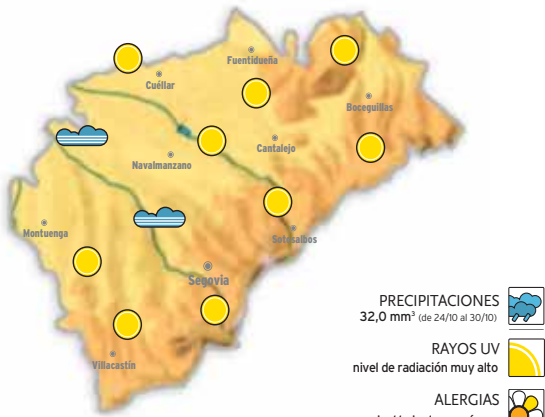 Fuentidueña
Cuéllar
Boceguillas
Cantalejo
Navalmanzano
Montuenga
Sotosalbos
Segovia
Villacastín
PRECIPITACIONES
32,0 mm³ (de 24/10 al 30/10)
RAYOS UV
nivel de radiación muy alto
ALERGIAS